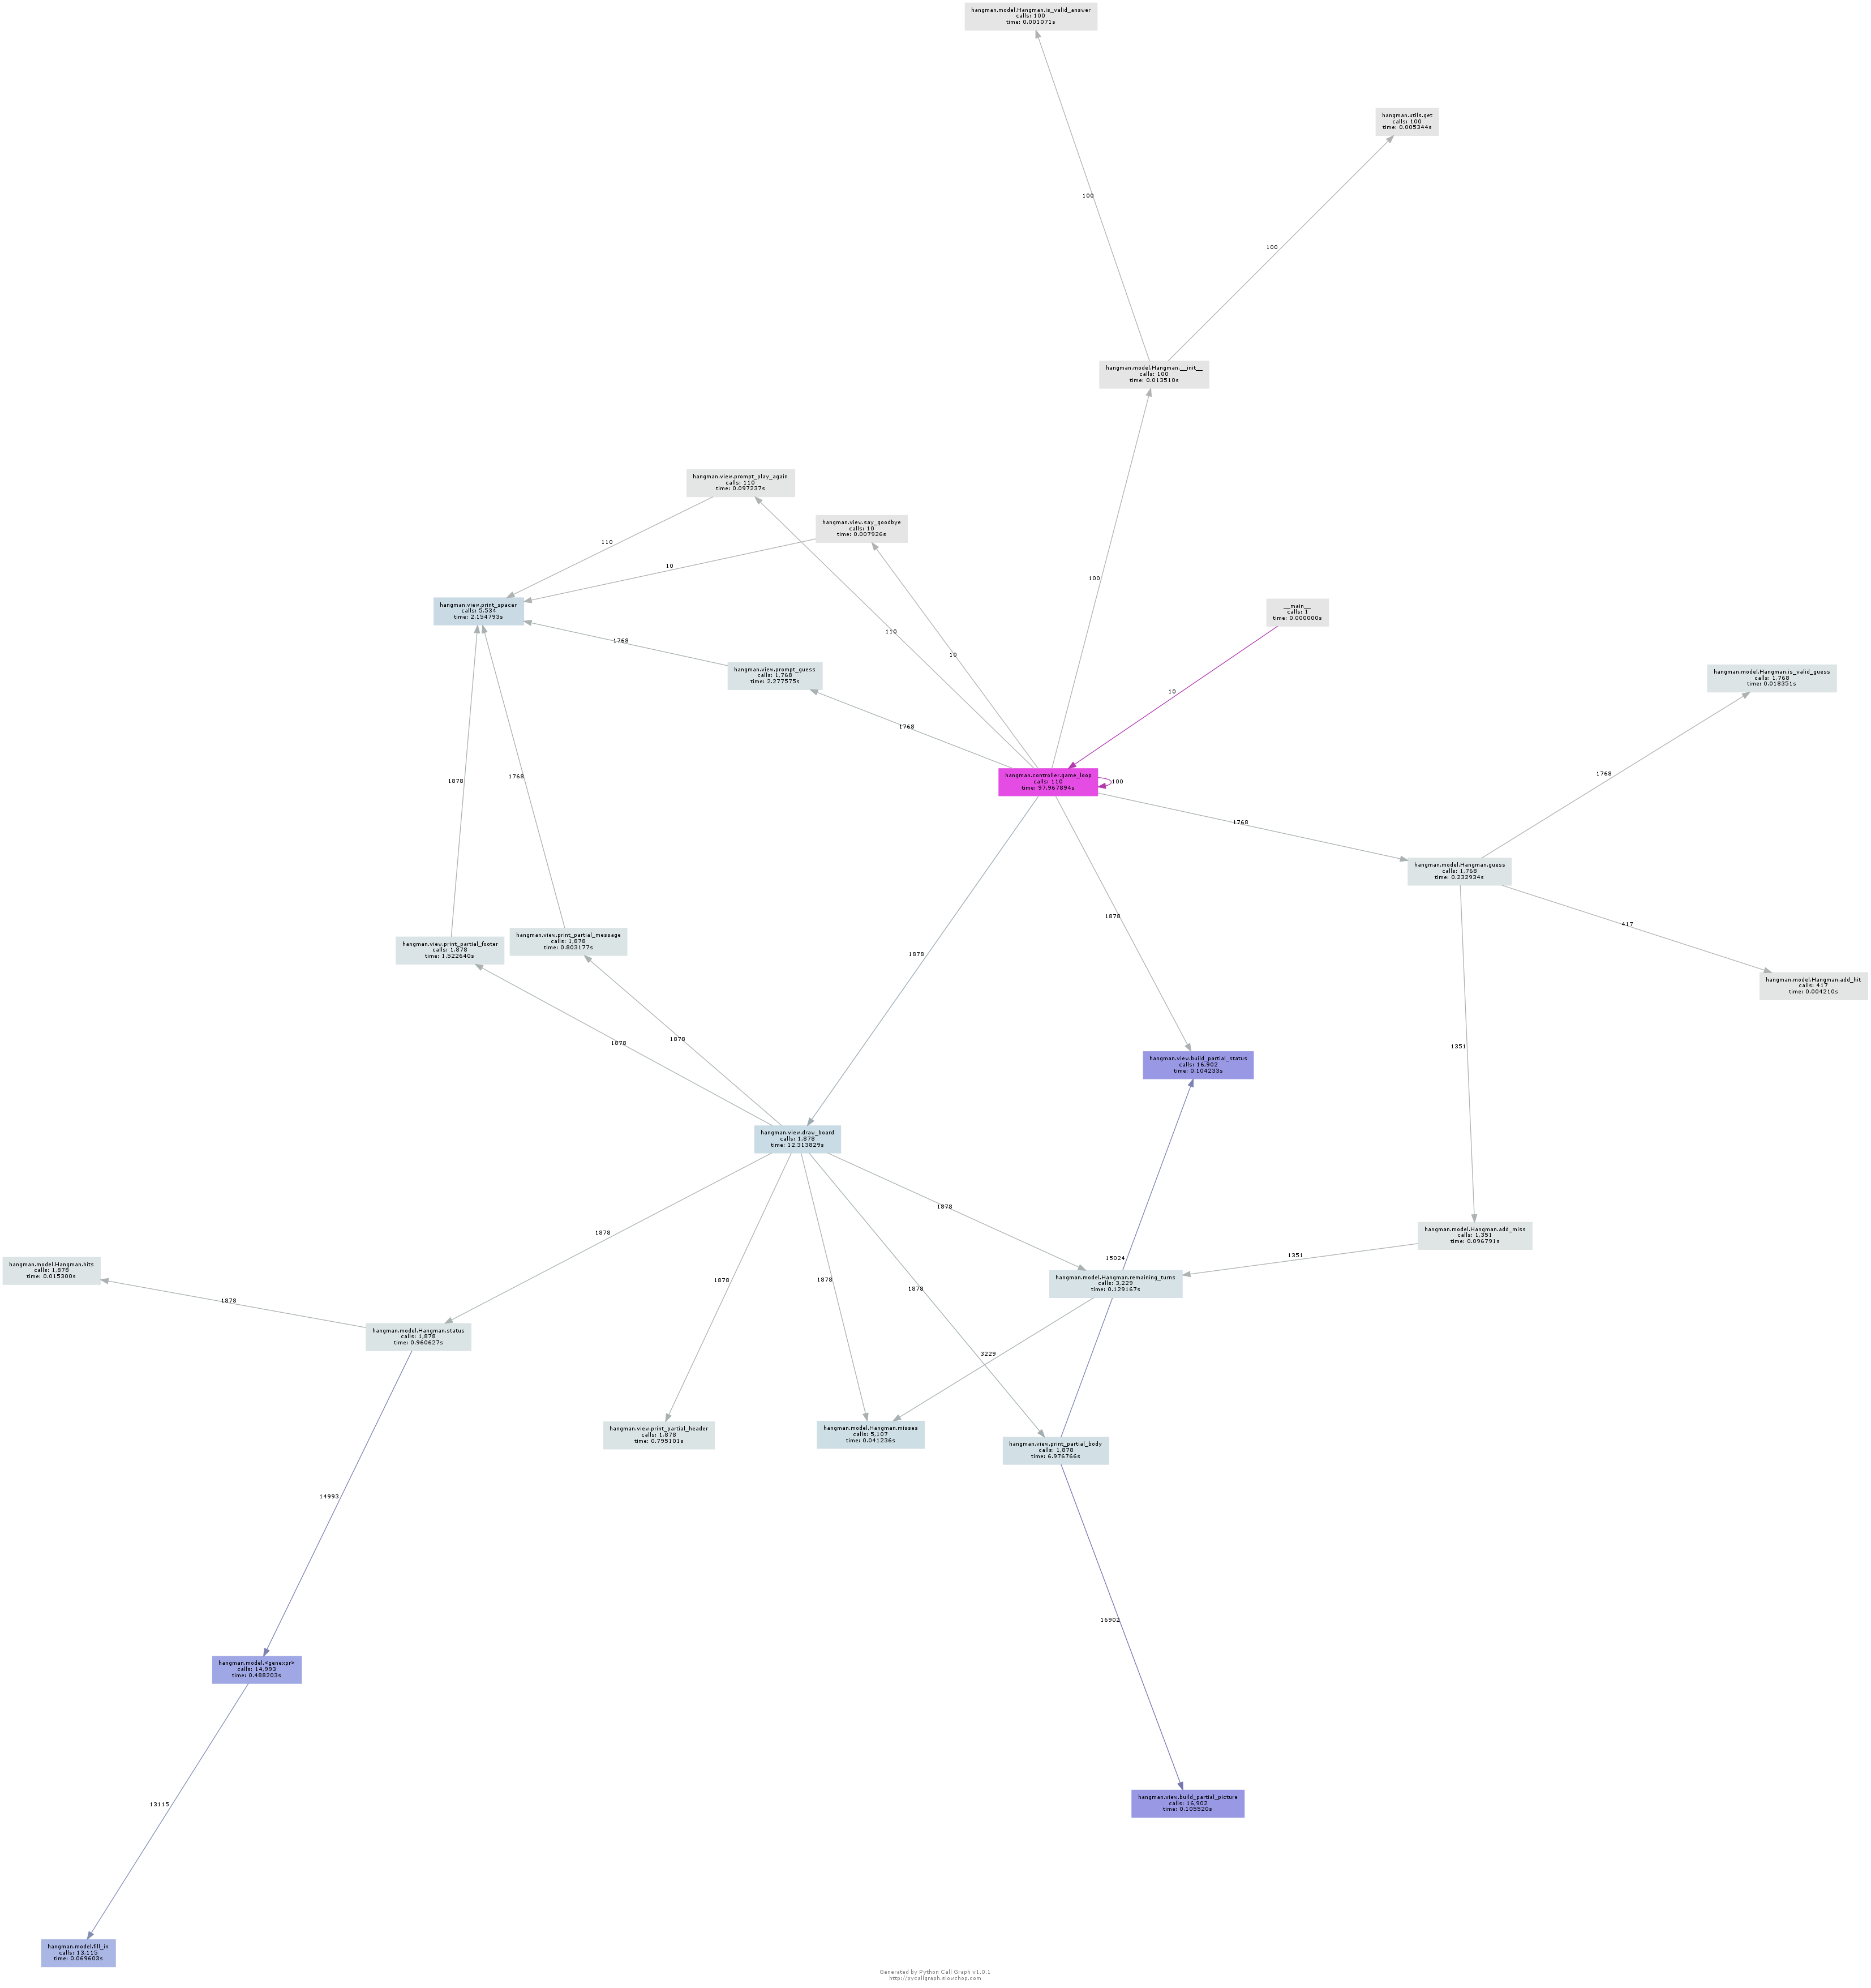 hangman.model.Hangman.is_valid_answer
calls: 100
time: 0.001071s
hangman.utils.get
calls: 100
time: 0.005344s
100
100
hangman.model.Hangman.__init__
calls: 100
time: 0.013510s
hangman.view.prompt_play_again
calls: 110
time: 0.097237s
hangman.view.say_goodbye
calls: 10
time: 0.007926s
110
10
100
hangman.view.print_spacer
calls: 5.534
time: 2.154793s
__main__
calls: 1
time: 0.000000s
1768
110
10
hangman.view.prompt_guess
calls: 1.768
time: 2.277575s
hangman.model.Hangman.is_valid_guess
calls: 1.768
time: 0.018351s
10
1768
1878
1768
hangman.controller.game_loop
calls: 110
time: 97.967894s
100
1768
1768
hangman.model.Hangman.guess
calls: 1.768
time: 0.232934s
1878
417
hangman.view.print_partial_footer
calls: 1.878
time: 1.522640s
hangman.view.print_partial_message
calls: 1.878
time: 0.803177s
1878
hangman.model.Hangman.add_hit
calls: 417
time: 0.004210s
1878
1878
1351
hangman.view.build_partial_status
calls: 16.902
time: 0.104233s
hangman.view.draw_board
calls: 1.878
time: 12.313829s
1878
1878
hangman.model.Hangman.add_miss
calls: 1.351
time: 0.096791s
15024
1351
hangman.model.Hangman.hits
calls: 1.878
time: 0.015300s
1878
1878
1878
1878
hangman.model.Hangman.remaining_turns
calls: 3.229
time: 0.129167s
hangman.model.Hangman.status
calls: 1.878
time: 0.960627s
3229
hangman.view.print_partial_header
calls: 1.878
time: 0.795101s
hangman.model.Hangman.misses
calls: 5.107
time: 0.041236s
hangman.view.print_partial_body
calls: 1.878
time: 6.976766s
14993
16902
hangman.model.<genexpr>
calls: 14.993
time: 0.488203s
13115
hangman.view.build_partial_picture
calls: 16.902
time: 0.105520s
hangman.model.fill_in
calls: 13.115
time: 0.069603s
Generated by Python Call Graph v1.0.1
http://pycallgraph.slowchop.com